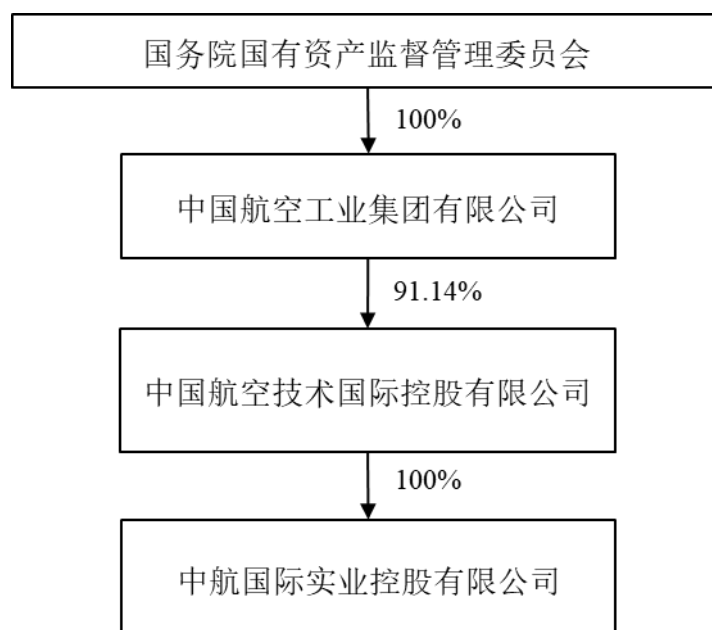 国务院国有资产监督管理委员会
100%
中国航空工业集团有限公司
91.14%
中国航空技术国际控股有限公司
100%
中航国际实业控股有限公司